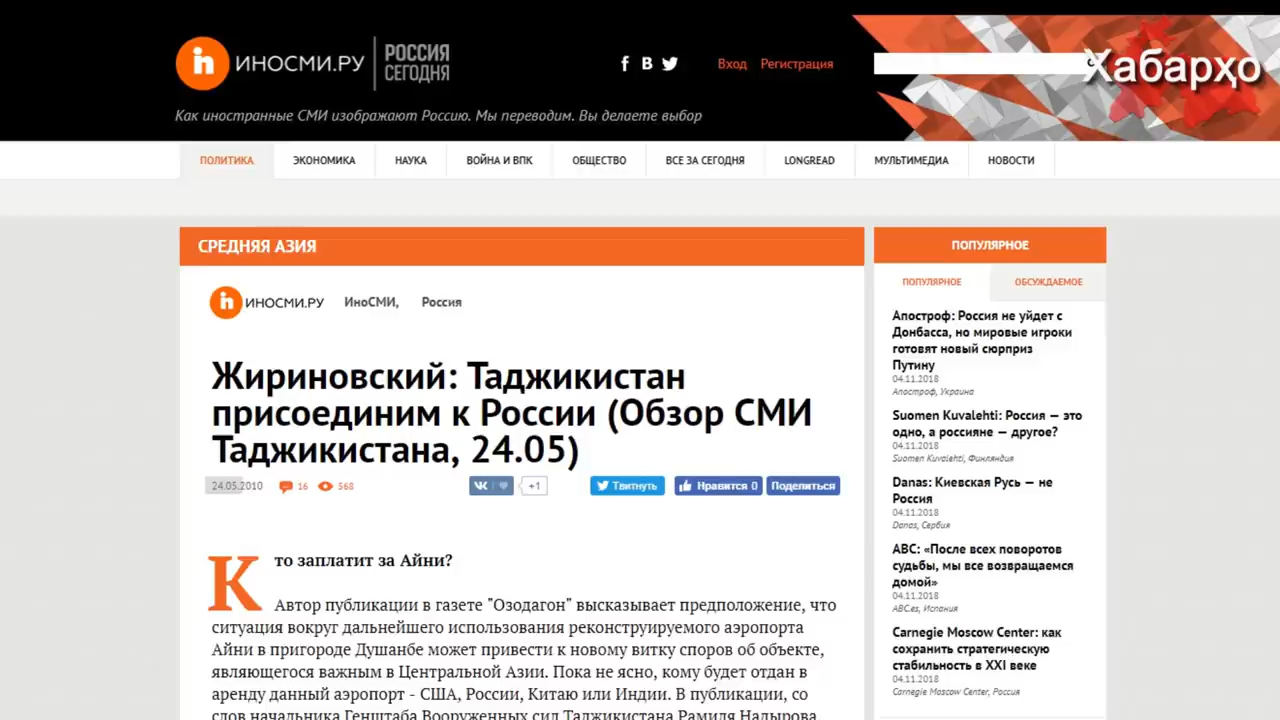 ИНОСМИ.РУ
РОССИЯ
СЕГОДНЯ
Вход Регистрация
Хабарҳо
Как иностранные СМИ изображают Россию. Мы переводим. Вы делаете выбор
ПОЛИТИКА ЭКОНОМИКА НАУКА ВОЙНА И ВПК ОБЩЕСТВО ВСЕ ЗА СЕГОДНЯ LONGREAD МУЛЬТИМЕДИА НОВОСТИ
СРЕДНЯЯ АЗИЯ
ИНОСМИ.РУ ИноСМИ, Россия
Жириновский: Таджикистан
присоединим к России (Обзор СМИ
Таджикистана, 24.05)
24.05.2010 16 568
+1 Твитнуть Нравится 0 Поделиться
Кто заплатит за Айни?
Автор публикации в газете "Озодагон" высказывает предположение, что
ситуация вокруг дальнейшего использования реконструируемого аэропорта
Айни в пригороде Душанбе может привести к новому витку споров об объекте,
являющегося важным в Центральной Азии. Пока не ясно, кому будет отдан в
аренду данный аэропорт - США, России, Китаю или Индии. В публикации, со
слов начальника Генштаба Вооруженных сил Таджикистана Рамиля Надырова
ПОПУЛЯРНОЕ
ПОПУЛЯРНОЕ ОБСУЖДАЕМОЕ
Апостроф: Россия не уйдет с
Донбасса, но мировые игроки
готовят новый сюрприз
Путину
04.11.2018
Апостроф, Украина
Suomen Kuvalehti: Россия — это
одно, а россияне — другое?
04.11.2018
Suomen Kuvalehti, Финляндия
Danas: Киевская Русь — не
Россия
04.11.2018
Danas, Сербия
ABC: «После всех поворотов
судьбы, мы все возвращаемся
домой»
04.11.2018
ABC.es, Испания
Carnegie Moscow Center: как
сохранить стратегическую
стабильность в XXI веке
04.11.2018
Carnegie Moscow Center, Россия